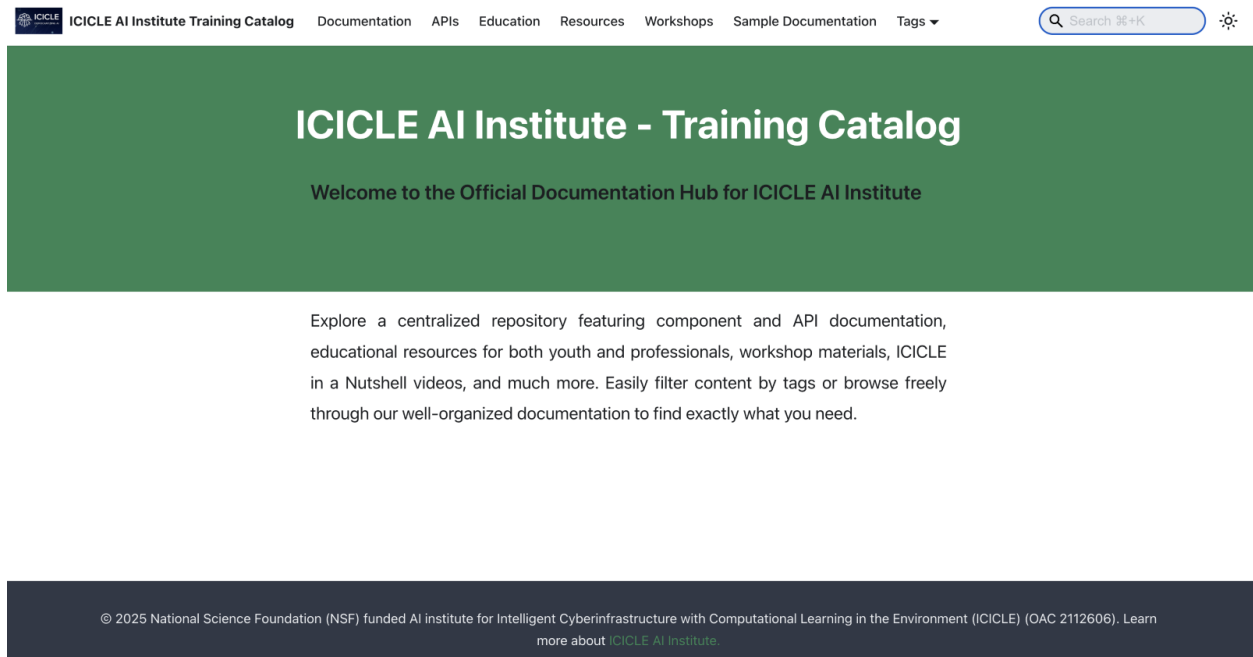 ICICLE
ICICLE AI Institute Training Catalog Documentation APIs Education Resources Workshops Sample Documentation Tags Search ⌘+K
ICICLE AI Institute - Training Catalog
Welcome to the Official Documentation Hub for ICICLE AI Institute
Explore a centralized repository featuring component and API documentation,
educational resources for both youth and professionals, workshop materials, ICICLE
in a Nutshell videos, and much more. Easily filter content by tags or browse freely
through our well-organized documentation to find exactly what you need.
© 2025 National Science Foundation (NSF) funded AI institute for Intelligent Cyberinfrastructure with Computational Learning in the Environment (ICICLE) (OAC 2112606). Learn
more about ICICLE AI Institute.